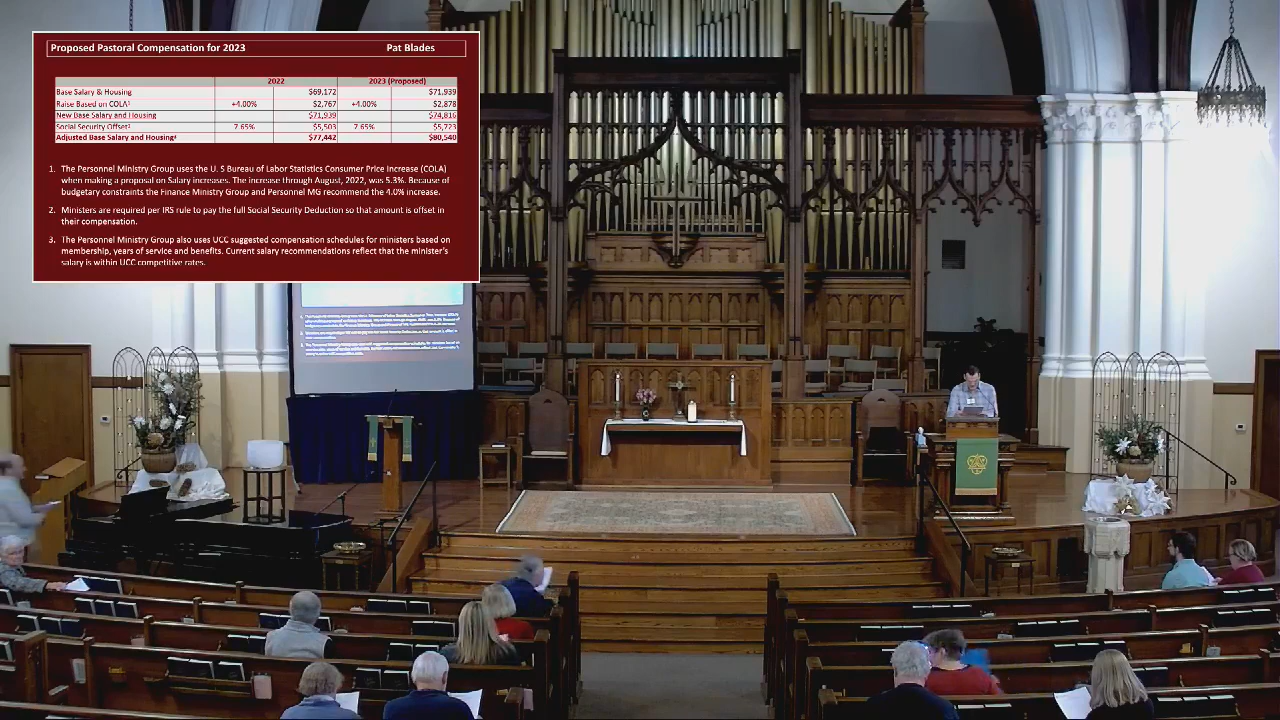 Proposed Pastoral Compensation for 2023 Pat Blades
2022 2023 (Proposed)
Base Salary & Housing $69,172 $71,939
Raise Based on COLA¹ +4.00% $2,767 +4.00% $2,878
New Base Salary and Housing $71,939 $74,816
Social Security Offset² 7.65% $5,503 7.65% $5,723
Adjusted Base Salary and Housing³ $77,442 $80,540
1. The Personnel Ministry Group uses the U. S Bureau of Labor Statistics Consumer Price Increase (COLA)
when making a proposal on Salary increases. The increase through August, 2022, was 5.3%. Because of
budgetary constraints the Finance Ministry Group and Personnel MG recommend the 4.0% increase.
2. Ministers are required per IRS rule to pay the full Social Security Deduction so that amount is offset in
their compensation.
3. The Personnel Ministry Group also uses UCC suggested compensation schedules for ministers based on
membership, years of service and benefits. Current salary recommendations reflect that the minister's
salary is within UCC competitive rates.